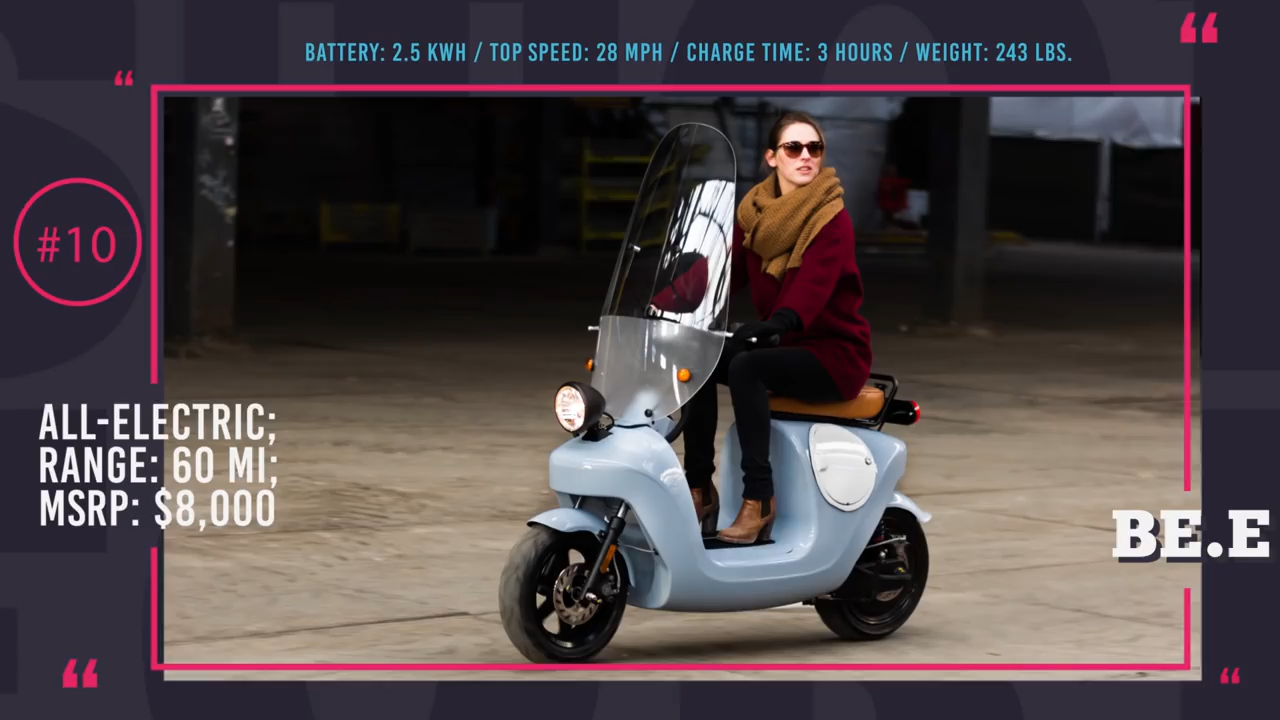 BATTERY: 2.5 KWH / TOP SPEED: 28 MPH / CHARGE TIME: 3 HOURS / WEIGHT: 243 LBS.
#10
ALL-ELECTRIC;
RANGE: 60 MI;
MSRP: $8,000
BE.E